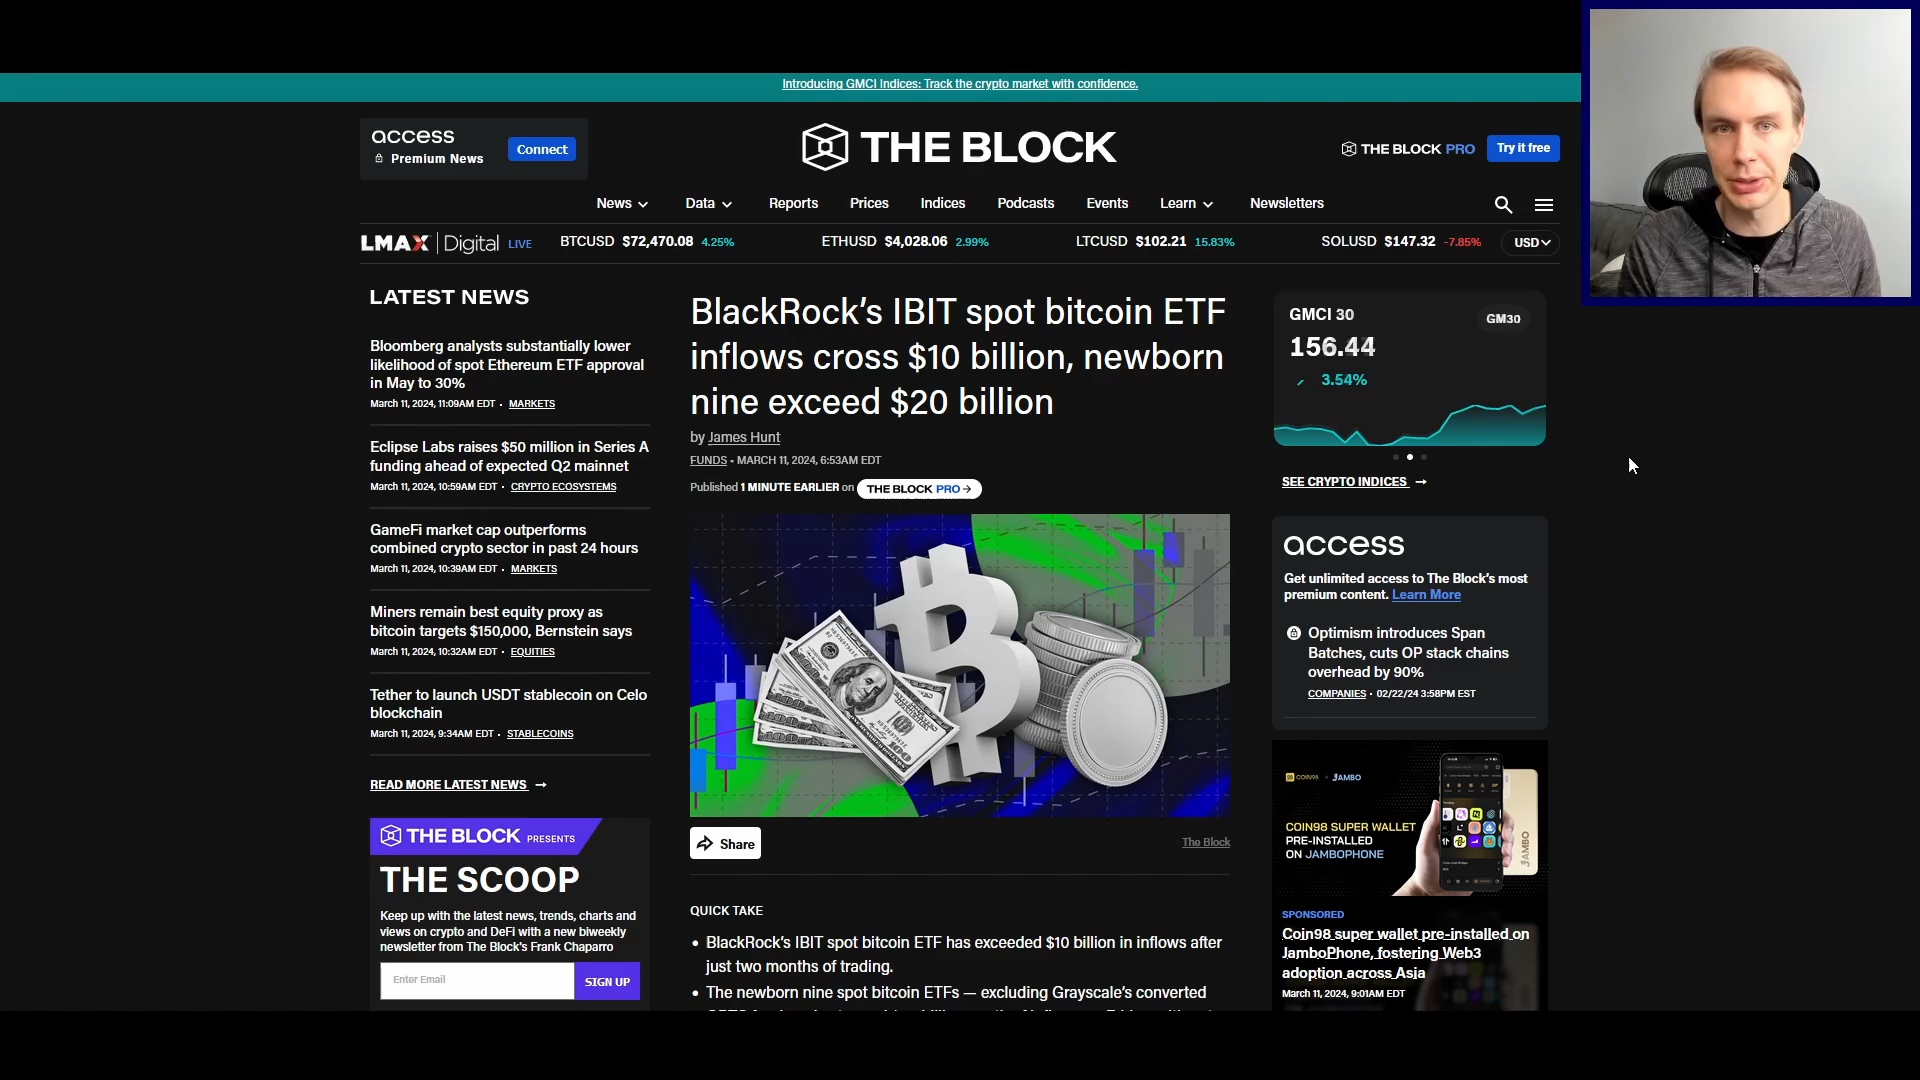 Introducing GMCI Indices: Track the crypto market with confidence.
access
Premium News
Connect
THE BLOCK
THE BLOCK PRO
Try it free
News
Data
Reports
Prices
Indices
Podcasts
Events
Learn
Newsletters
LMAX Digital LIVE
BTCUSD $72,470.08 4.25%
ETHUSD $4,028.06 2.99%
LTCUSD $102.21 15.83%
SOLUSD $147.32 -7.85%
USD
LATEST NEWS
Bloomberg analysts substantially lower
likelihood of spot Ethereum ETF approval
in May to 30%
March 11, 2024, 11:09AM EDT • MARKETS
Eclipse Labs raises $50 million in Series A
funding ahead of expected Q2 mainnet
March 11, 2024, 10:59AM EDT • CRYPTO ECOSYSTEMS
GameFi market cap outperforms
combined crypto sector in past 24 hours
March 11, 2024, 10:39AM EDT • MARKETS
Miners remain best equity proxy as
bitcoin targets $150,000, Bernstein says
March 11, 2024, 10:32AM EDT • EQUITIES
Tether to launch USDT stablecoin on Celo
blockchain
March 11, 2024, 9:34AM EDT • STABLECOINS
READ MORE LATEST NEWS →
THE BLOCK PRESENTS
THE SCOOP
Keep up with the latest news, trends, charts and
views on crypto and DeFi with a new biweekly
newsletter from The Block's Frank Chaparro
Enter Email
SIGN UP
BlackRock's IBIT spot bitcoin ETF
inflows cross $10 billion, newborn
nine exceed $20 billion
by James Hunt
FUNDS • MARCH 11, 2024, 6:53AM EDT
Published 1 MINUTE EARLIER on THE BLOCK PRO →
Share
The Block
QUICK TAKE
• BlackRock's IBIT spot bitcoin ETF has exceeded $10 billion in inflows after
just two months of trading.
• The newborn nine spot bitcoin ETFs — excluding Grayscale's converted
GMCI 30
GM30
156.44
3.54%
SEE CRYPTO INDICES →
access
Get unlimited access to The Block's most
premium content. Learn More
Optimism introduces Span
Batches, cuts OP stack chains
overhead by 90%
COMPANIES • 02/22/24 3:58PM EST
COIN98 × JAMBO
COIN98 SUPER WALLET
PRE-INSTALLED
ON JAMBOPHONE
JAMBO
SPONSORED
Coin98 super wallet pre-installed on
JamboPhone, fostering Web3
adoption across Asia
March 11, 2024, 9:01AM EDT